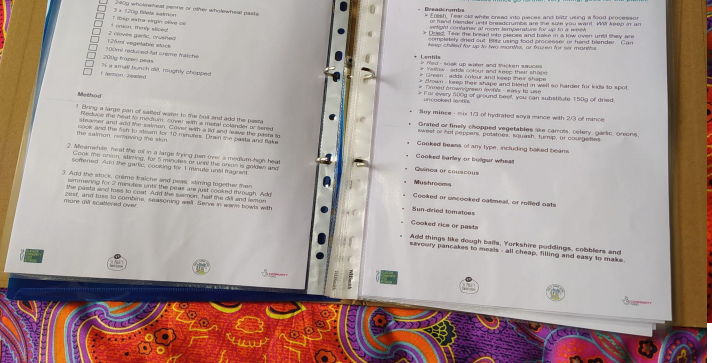 240g wholewheat penne or other wholewheat pasta
3 x 120g fillets salmon
1 tbsp extra-virgin olive oil
1 onion, thinly sliced
2 cloves garlic, crushed
125ml vegetable stock
100ml reduced-fat crème fraîche
200g frozen peas
½ a small bunch dill, roughly chopped
1 lemon, zested
Method
1. Bring a large pan of salted water to the boil and add the pasta.
Reduce the heat to medium, cover with a metal colander or tiered
steamer and add the salmon. Cover with a lid and leave the pasta to
cook and the fish to steam for 10 minutes. Drain the pasta and flake
the salmon, removing the skin.
2. Meanwhile, heat the oil in a large frying pan over a medium-high heat.
Cook the onion, stirring, for 5 minutes or until the onion is golden and
softened. Add the garlic, cooking for 1 minute until fragrant.
3. Add the stock, crème fraîche and peas, stirring together then
simmering for 2 minutes until the peas are just cooked through. Add
the pasta and toss to coat. Add the salmon, half the dill and lemon
zest, and toss to combine, seasoning well. Serve in warm bowls with
more dill scattered over.
• Breadcrumbs
➢ Fresh: Tear old white bread into pieces and blitz using a food processor
or hand blender until breadcrumbs are the size you want. Will keep in an
airtight container at room temperature for up to a week.
➢ Dried: Tear the bread into pieces and bake in a low oven until they are
completely dried out. Blitz using food processor or hand blender. Can
keep chilled for up to two months, or frozen for six months.
• Lentils
➢ Red - soak up water and thicken sauces
➢ Yellow - adds colour and keep their shape
➢ Green - adds colour and keep their shape
➢ Brown - keep their shape and blend in well so harder for kids to spot
➢ Tinned brown/green lentils - easy to use
➢ For every 500g of ground beef, you can substitute 150g of dried,
uncooked lentils.
• Soy mince - mix 1/3 of hydrated soya mince with 2/3 of mince
• Grated or finely chopped vegetables like carrots, celery, garlic, onions,
sweet or hot peppers, potatoes, squash, turnip, or courgettes
• Cooked beans of any type, including baked beans
• Cooked barley or bulgur wheat
• Quinoa or couscous
• Mushrooms
• Cooked or uncooked oatmeal, or rolled oats
• Sun-dried tomatoes
• Cooked rice or pasta
• Add things like dough balls, Yorkshire puddings, cobblers and
savoury pancakes to meals - all cheap, filling and easy to make.